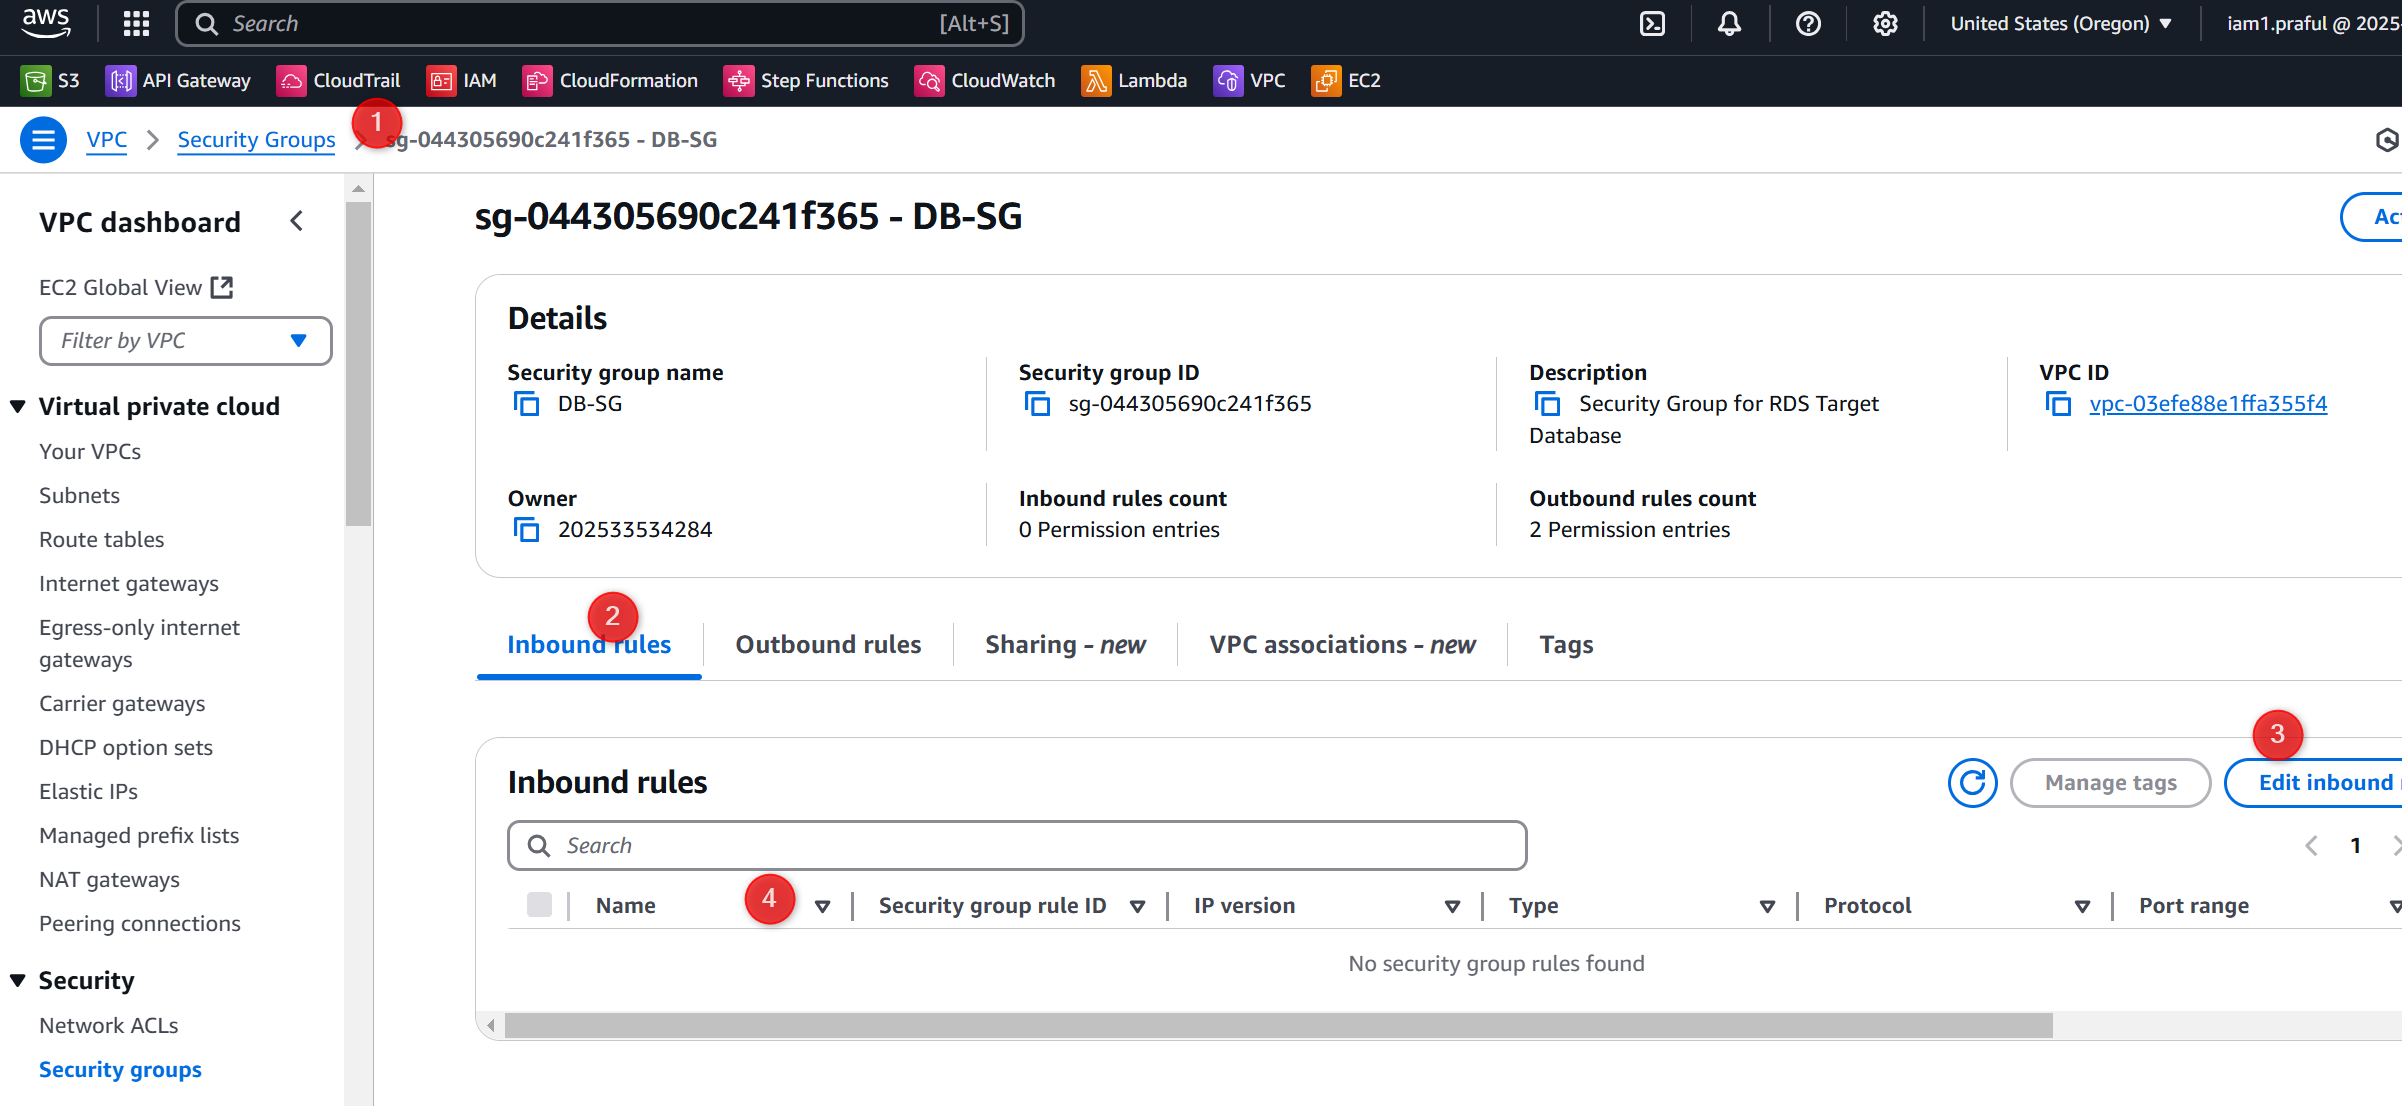 aws
Search [Alt+S] United States (Oregon) iam1.praful @ 2025
S3 API Gateway CloudTrail IAM CloudFormation Step Functions CloudWatch Lambda VPC EC2
1
VPC Security Groups sg-044305690c241f365 - DB-SG
VPC dashboard
EC2 Global View
Filter by VPC
Virtual private cloud
Your VPCs
Subnets
Route tables
Internet gateways
Egress-only internet
gateways
Carrier gateways
DHCP option sets
Elastic IPs
Managed prefix lists
NAT gateways
Peering connections
Security
Network ACLs
Security groups
sg-044305690c241f365 - DB-SG
Details
Security group name
DB-SG
Security group ID
sg-044305690c241f365
Description
Security Group for RDS Target
Database
VPC ID
vpc-03efe88e1ffa355f4
Owner
202533534284
Inbound rules count
0 Permission entries
Outbound rules count
2 Permission entries
2
Inbound rules Outbound rules Sharing - new VPC associations - new Tags
3
Inbound rules Manage tags Edit inbound
Search 1
4
Name Security group rule ID IP version Type Protocol Port range
No security group rules found